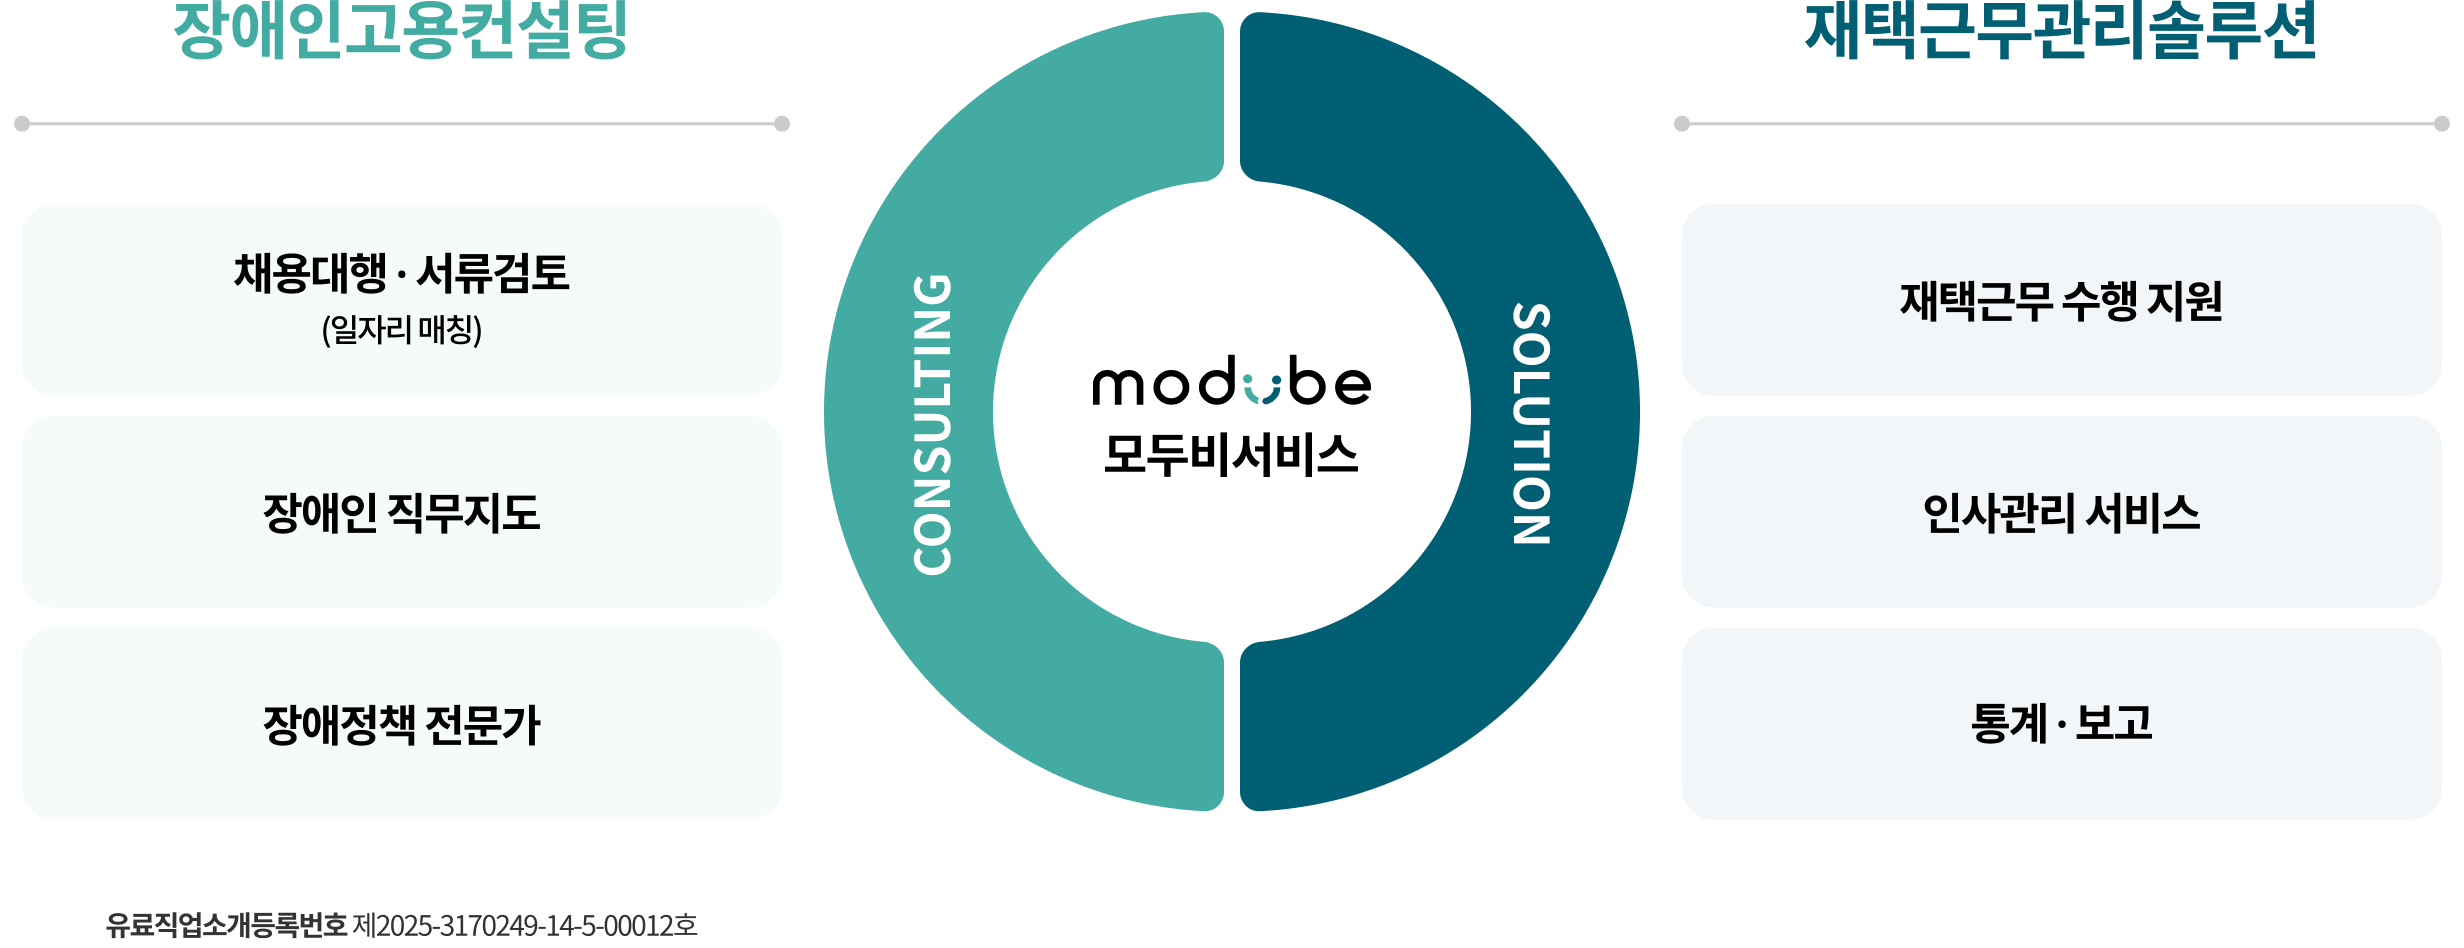 장애인고용컨설팅
채용대행 · 서류검토
(일자리 매칭)
장애인 직무지도
장애정책 전문가
유료직업소개등록번호 제2025-3170249-14-5-00012호
CONSULTING
modube
모두비서비스
SOLUTION
재택근무관리솔루션
재택근무 수행 지원
인사관리 서비스
통계 · 보고